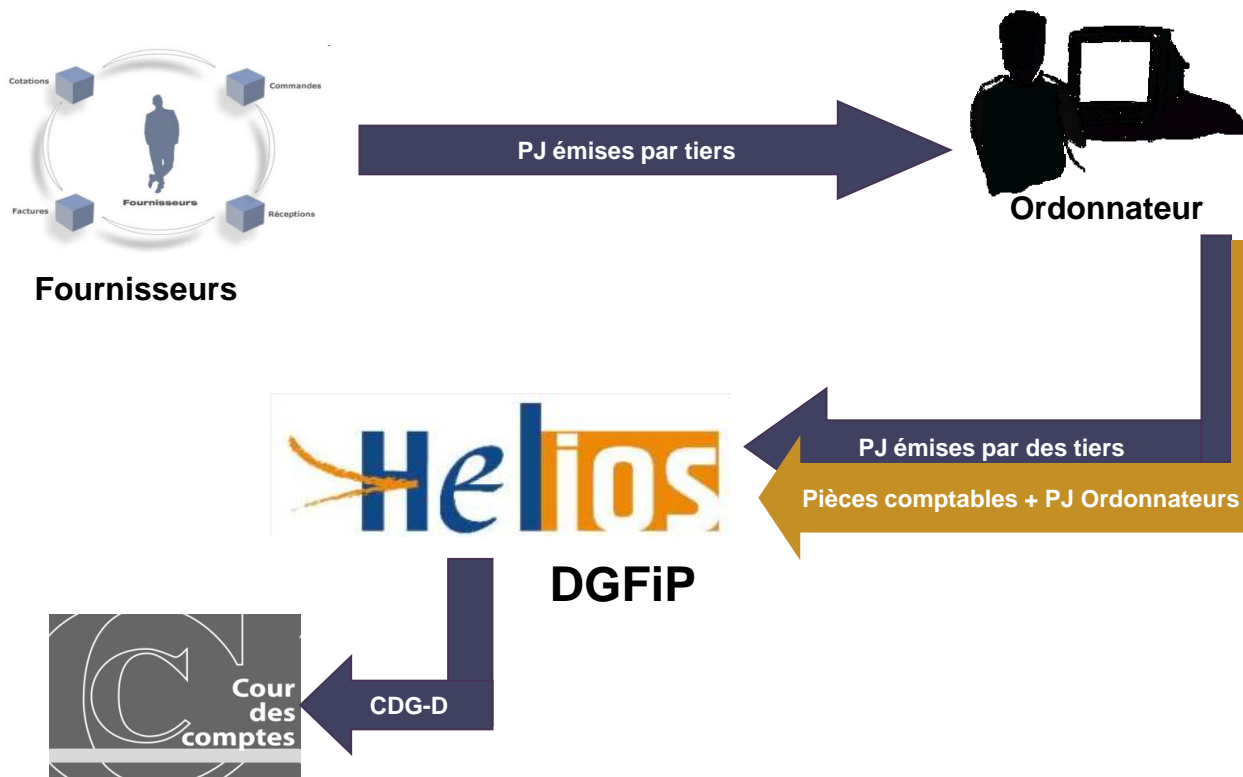 Cotations
Commandes
PJ émises par tiers
Fournisseurs
Factures
Réceptions
Ordonnateur
Fournisseurs
PJ émises par des tiers
Pièces comptables + PJ Ordonnateurs
Helios
DGFiP
Cour
des
comptes
CDG-D